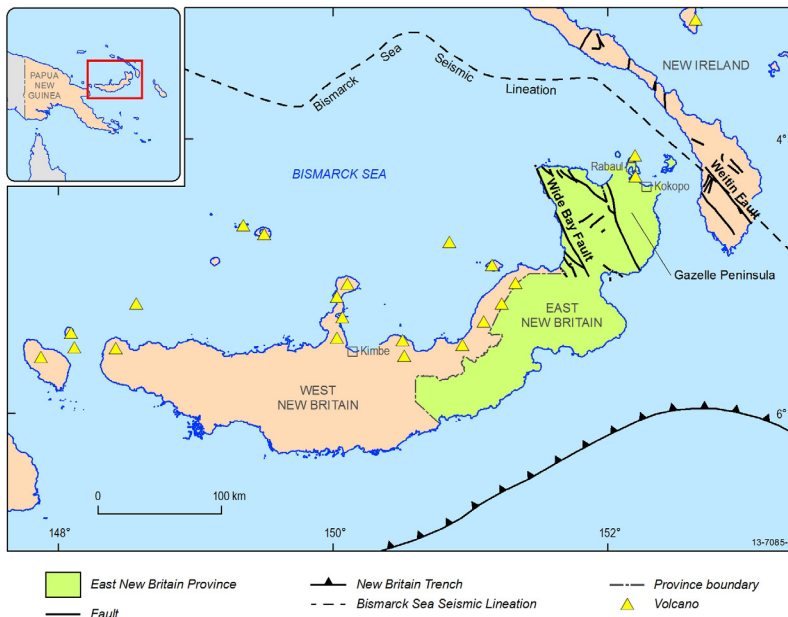 PAPUA
NEW
GUINEA
Bismarck Sea Seismic Lineation
NEW IRELAND
4°
BISMARCK SEA
Rabaul
Kokopo
Weitin Fault
Wide Bay Fault
Gazelle Peninsula
EAST
NEW BRITAIN
Kimbe
WEST
NEW BRITAIN
6°
0 100 km
148° 150° 152°
13-7085-
East New Britain Province
New Britain Trench
Province boundary
Fault
Bismarck Sea Seismic Lineation
Volcano